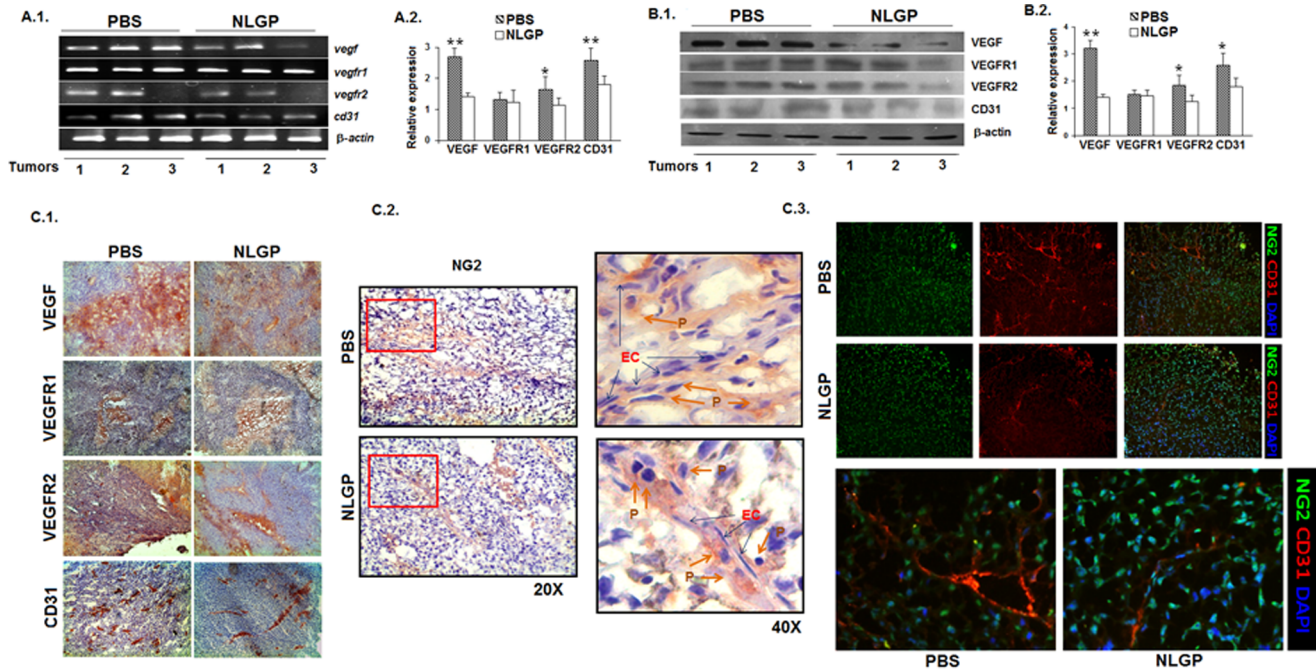 A.1.
PBS NLGP
vegf
vegfr1
vegfr2
cd31
β-actin
Tumors 1 2 3 1 2 3
A.2.
PBS
NLGP
Relative expression
3
2
1
0
** * **
VEGF VEGFR1 VEGFR2 CD31
B.1.
PBS NLGP
VEGF
VEGFR1
VEGFR2
CD31
β-actin
Tumors 1 2 3 1 2 3
B.2.
PBS
NLGP
Relative expression
4
2
0
** * *
VEGF VEGFR1 VEGFR2 CD31
C.1.
PBS NLGP
VEGF
VEGFR1
VEGFR2
CD31
C.2.
NG2
PBS
NLGP
20X
P
EC
P
P
P
EC
P
P
40X
C.3.
PBS
NG2 CD31 DAPI
NLGP
NG2 CD31 DAPI
NG2 CD31 DAPI
PBS NLGP